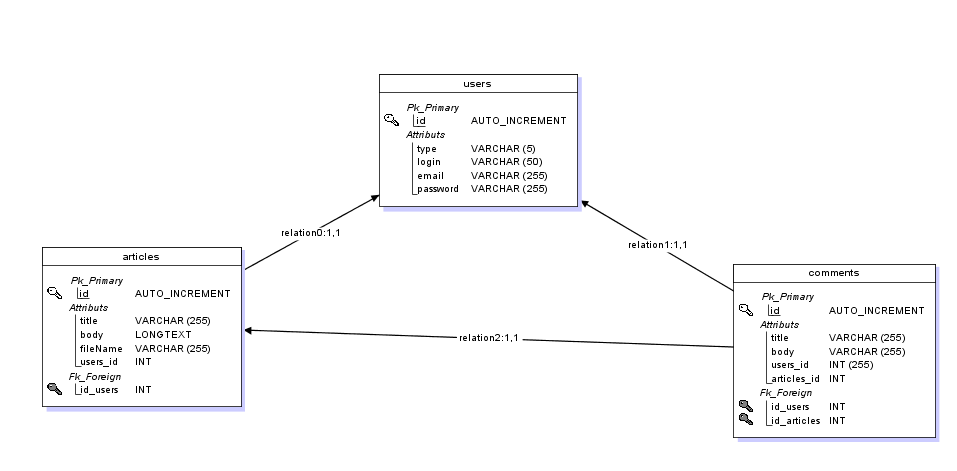 users
Pk_Primary
id AUTO_INCREMENT
Attributs
type VARCHAR (5)
login VARCHAR (50)
email VARCHAR (255)
password VARCHAR (255)
relation0:1,1
relation1:1,1
articles
Pk_Primary
id AUTO_INCREMENT
Attributs
title VARCHAR (255)
body LONGTEXT
fileName VARCHAR (255)
users_id INT
Fk_Foreign
id_users INT
relation2:1,1
comments
Pk_Primary
id AUTO_INCREMENT
Attributs
title VARCHAR (255)
body VARCHAR (255)
users_id INT (255)
articles_id INT
Fk_Foreign
id_users INT
id_articles INT